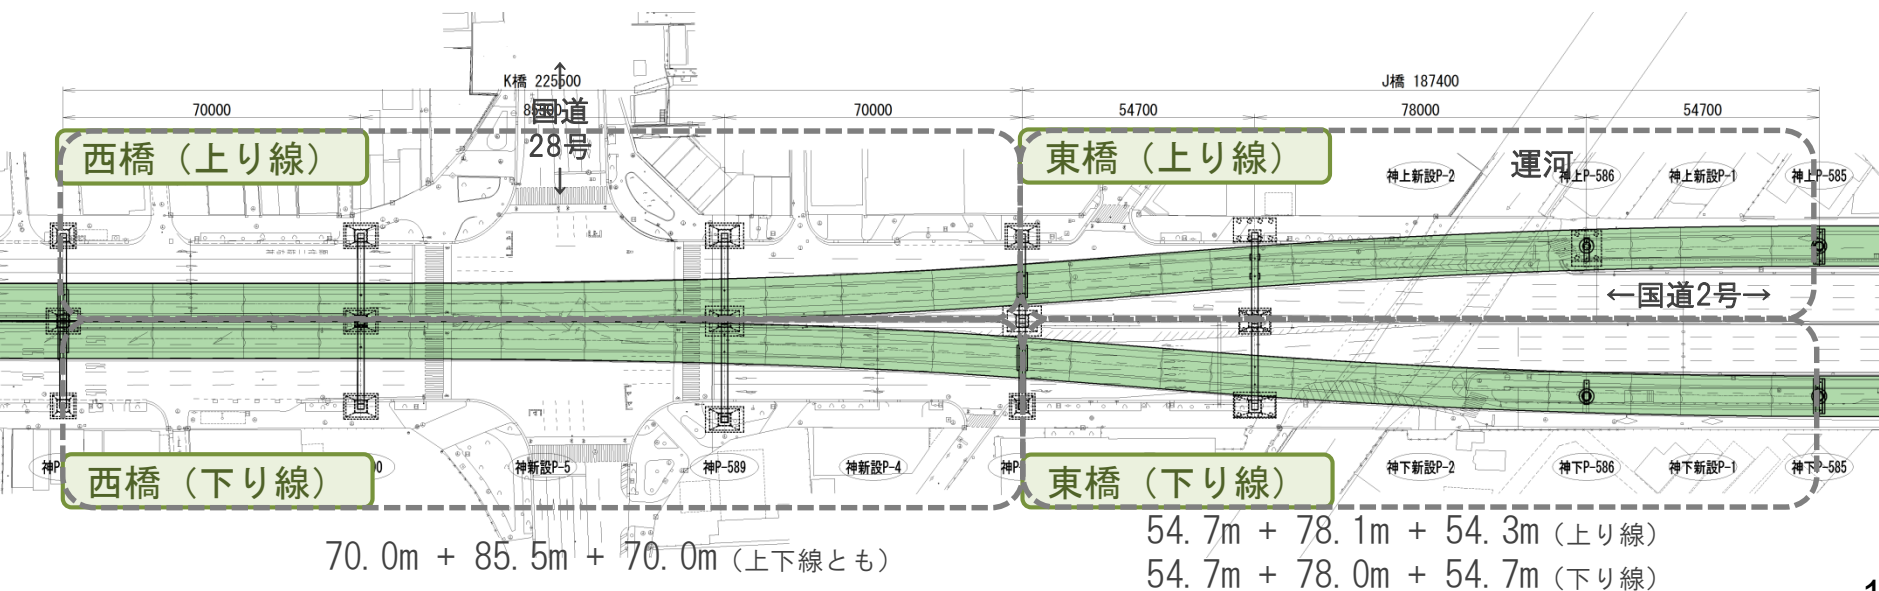 K橋 225500
J橋 187400
70000
70000
54700
78000
54700
国道
28号
西橋（上り線）
東橋（上り線）
運河
神上新設P-2
神上P-586
神上新設P-1
神上P-585
←国道2号→
神新設P-5
神P-589
神新設P-4
神下新設P-2
神下P-586
神下新設P-1
神下P-585
西橋（下り線）
東橋（下り線）
70.0m + 85.5m + 70.0m（上下線とも）
54.7m + 78.1m + 54.3m（上り線）
54.7m + 78.0m + 54.7m（下り線）